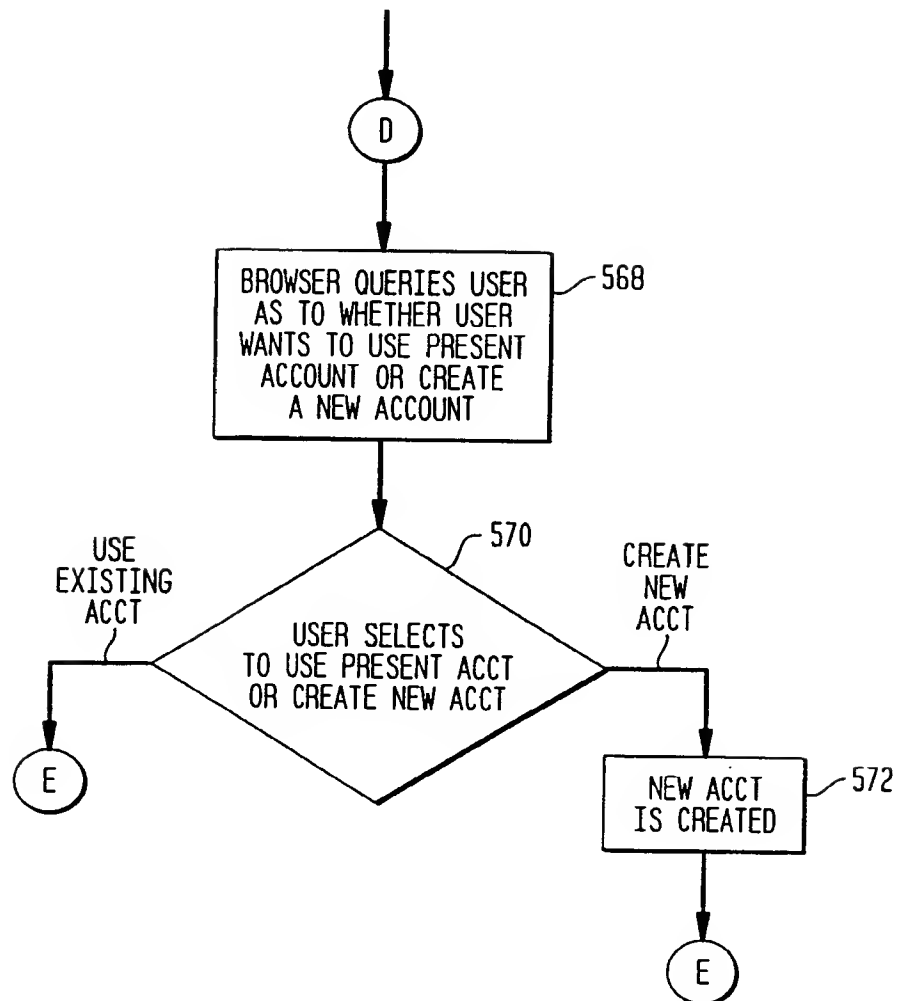 D
BROWSER QUERIES USER
AS TO WHETHER USER
WANTS TO USE PRESENT
ACCOUNT OR CREATE
A NEW ACCOUNT
568
570
USE
EXISTING
ACCT
CREATE
NEW
ACCT
USER SELECTS
TO USE PRESENT ACCT
OR CREATE NEW ACCT
E
NEW ACCT
IS CREATED
572
E